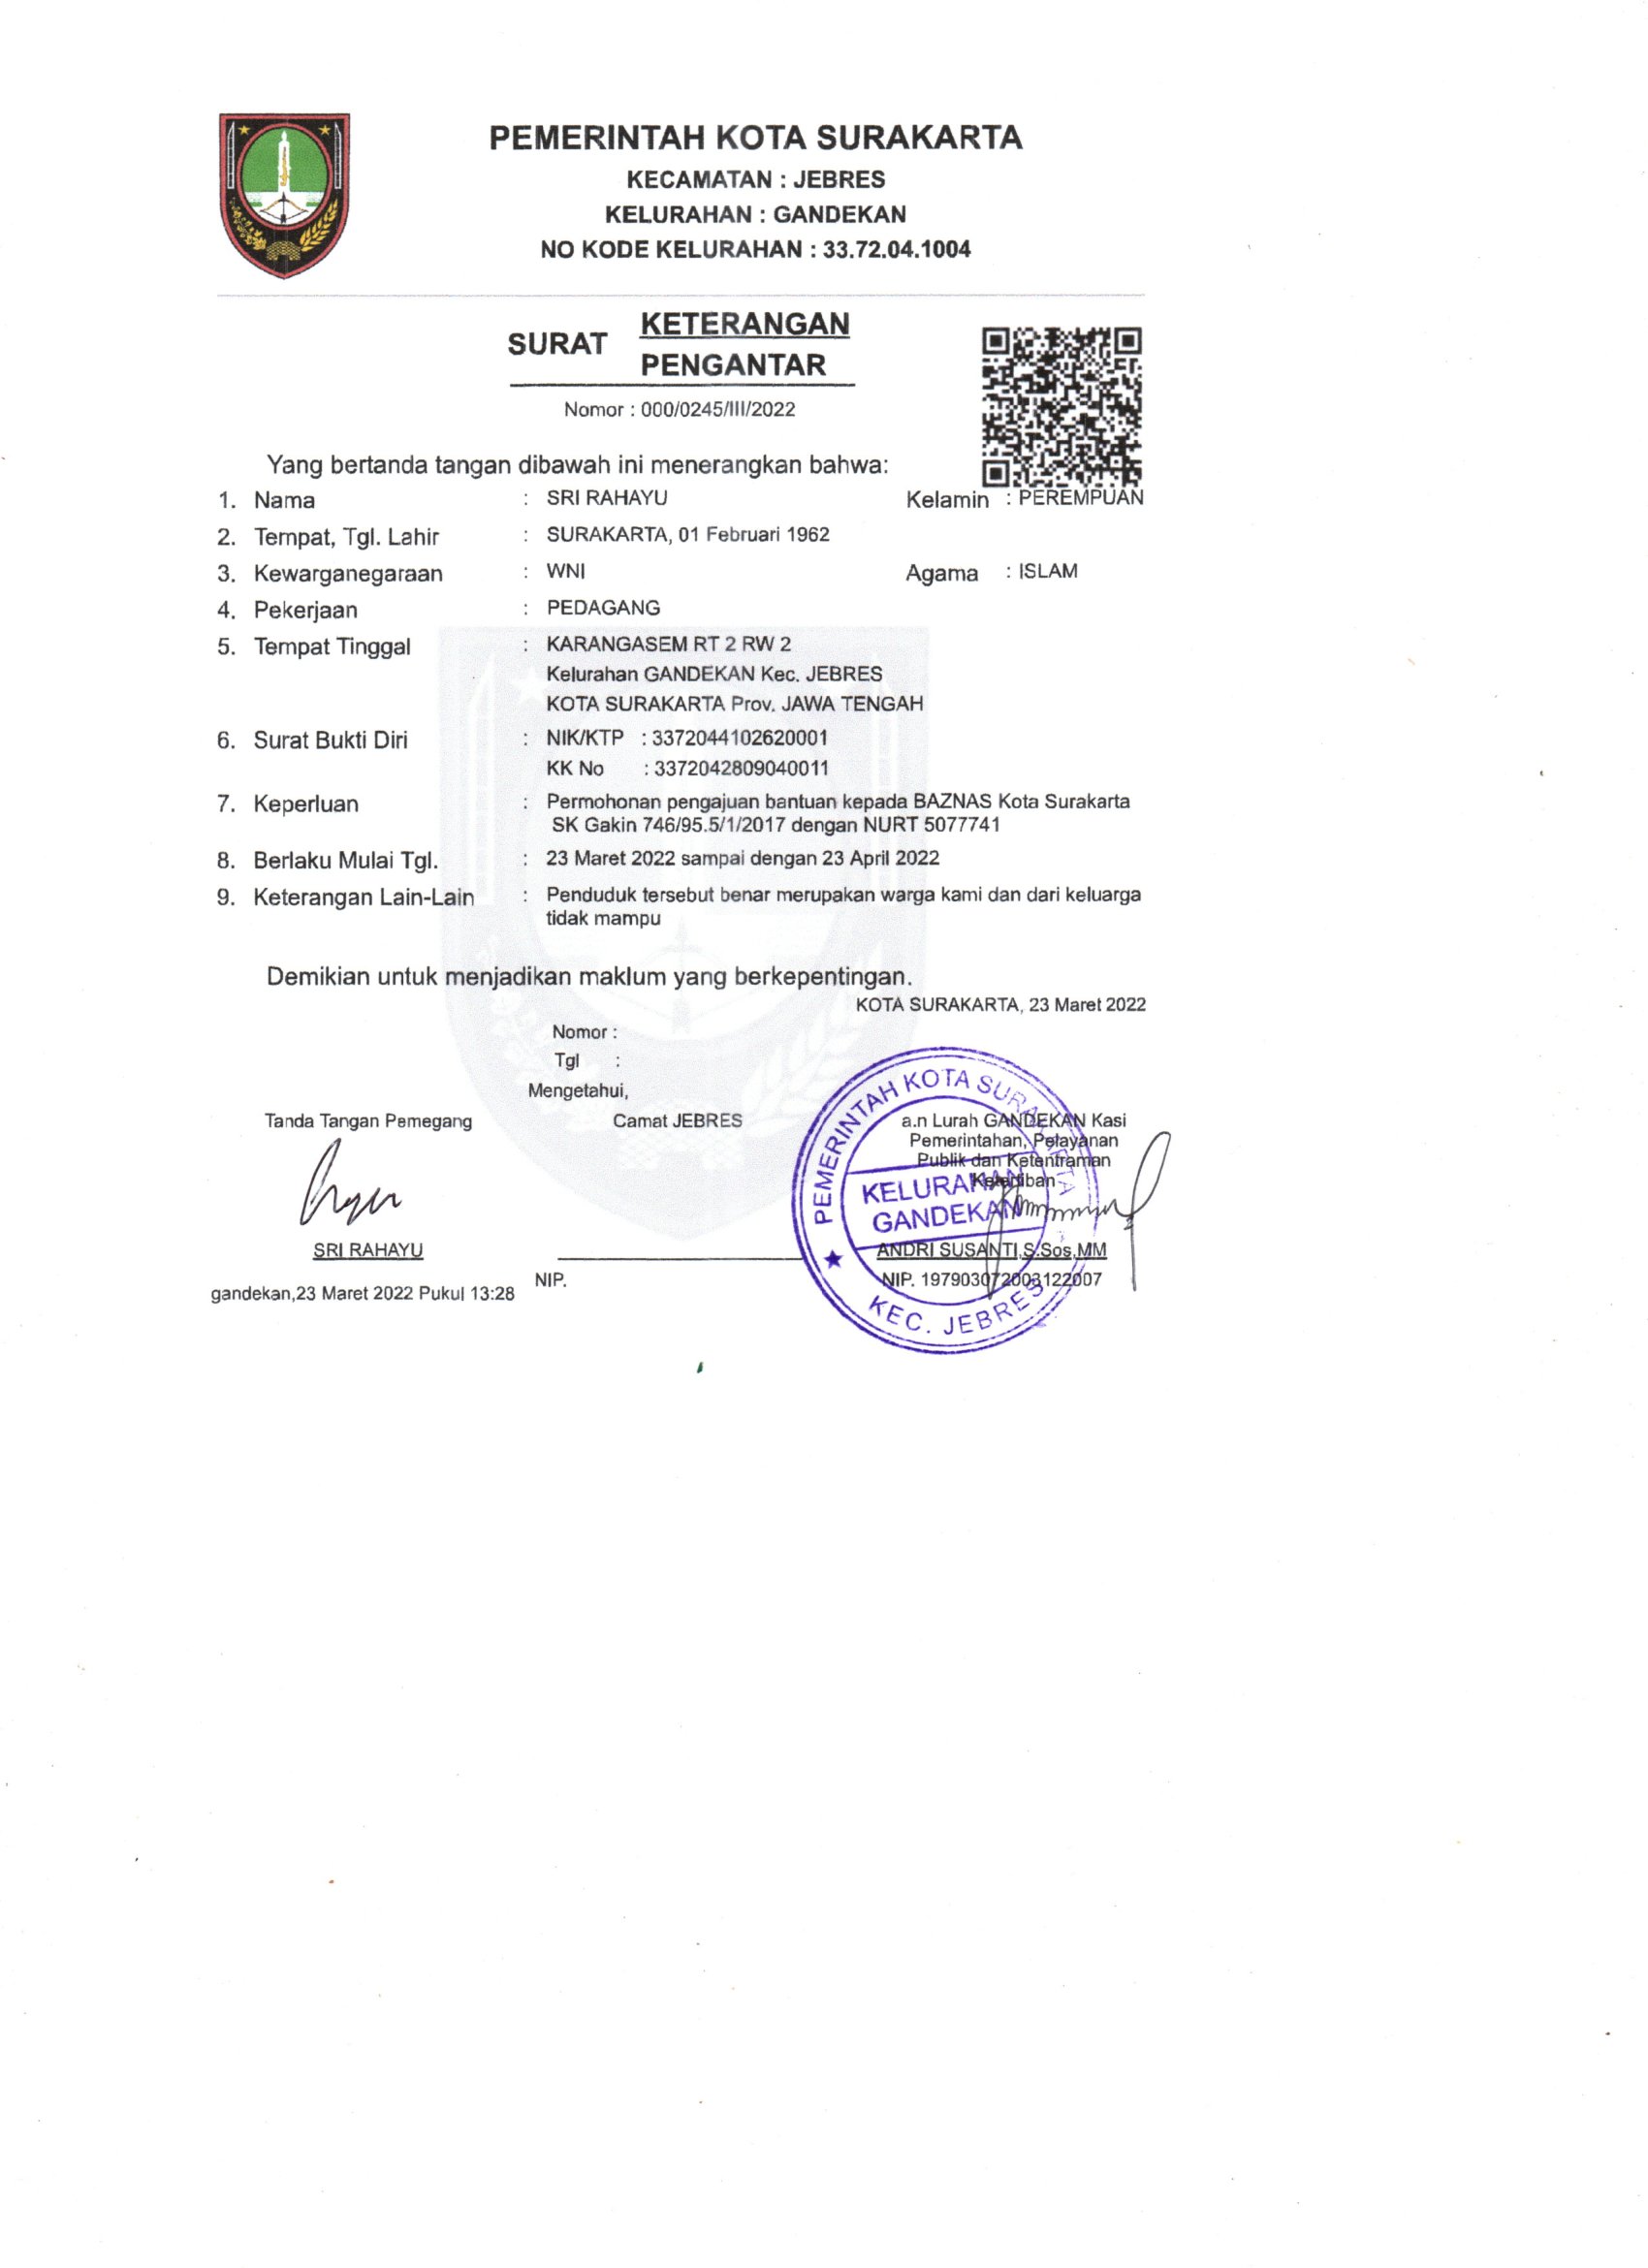 PEMERINTAH KOTA SURAKARTA
KECAMATAN : JEBRES
KELURAHAN : GANDEKAN
NO KODE KELURAHAN : 33.72.04.1004
SURAT KETERANGAN
PENGANTAR
Nomor : 000/0245/III/2022
Yang bertanda tangan dibawah ini menerangkan bahwa:
1. Nama : SRI RAHAYU Kelamin : PEREMPUAN
2. Tempat, Tgl. Lahir : SURAKARTA, 01 Februari 1962
3. Kewarganegaraan : WNI Agama : ISLAM
4. Pekerjaan : PEDAGANG
5. Tempat Tinggal : KARANGASEM RT 2 RW 2
Kelurahan GANDEKAN Kec. JEBRES
KOTA SURAKARTA Prov. JAWA TENGAH
6. Surat Bukti Diri : NIK/KTP : 3372044102620001
KK No : 3372042809040011
7. Keperluan : Permohonan pengajuan bantuan kepada BAZNAS Kota Surakarta
SK Gakin 746/95.5/1/2017 dengan NURT 5077741
8. Berlaku Mulai Tgl. : 23 Maret 2022 sampai dengan 23 April 2022
9. Keterangan Lain-Lain : Penduduk tersebut benar merupakan warga kami dan dari keluarga
tidak mampu
Demikian untuk menjadikan maklum yang berkepentingan.
KOTA SURAKARTA, 23 Maret 2022
Nomor :
Tgl :
Mengetahui,
Tanda Tangan Pemegang
Camat JEBRES
a.n Lurah GANDEKAN Kasi
Pemerintahan, Pelayanan
Publik dan Ketentraman
Ketertiban
PEMERINTAH KOTA SURAKARTA
KELURAHAN
GANDEKAN
KEC. JEBRES
SRI RAHAYU
ANDRI SUSANTI,S.Sos,MM
NIP.
NIP. 197903072003122007
gandekan,23 Maret 2022 Pukul 13:28